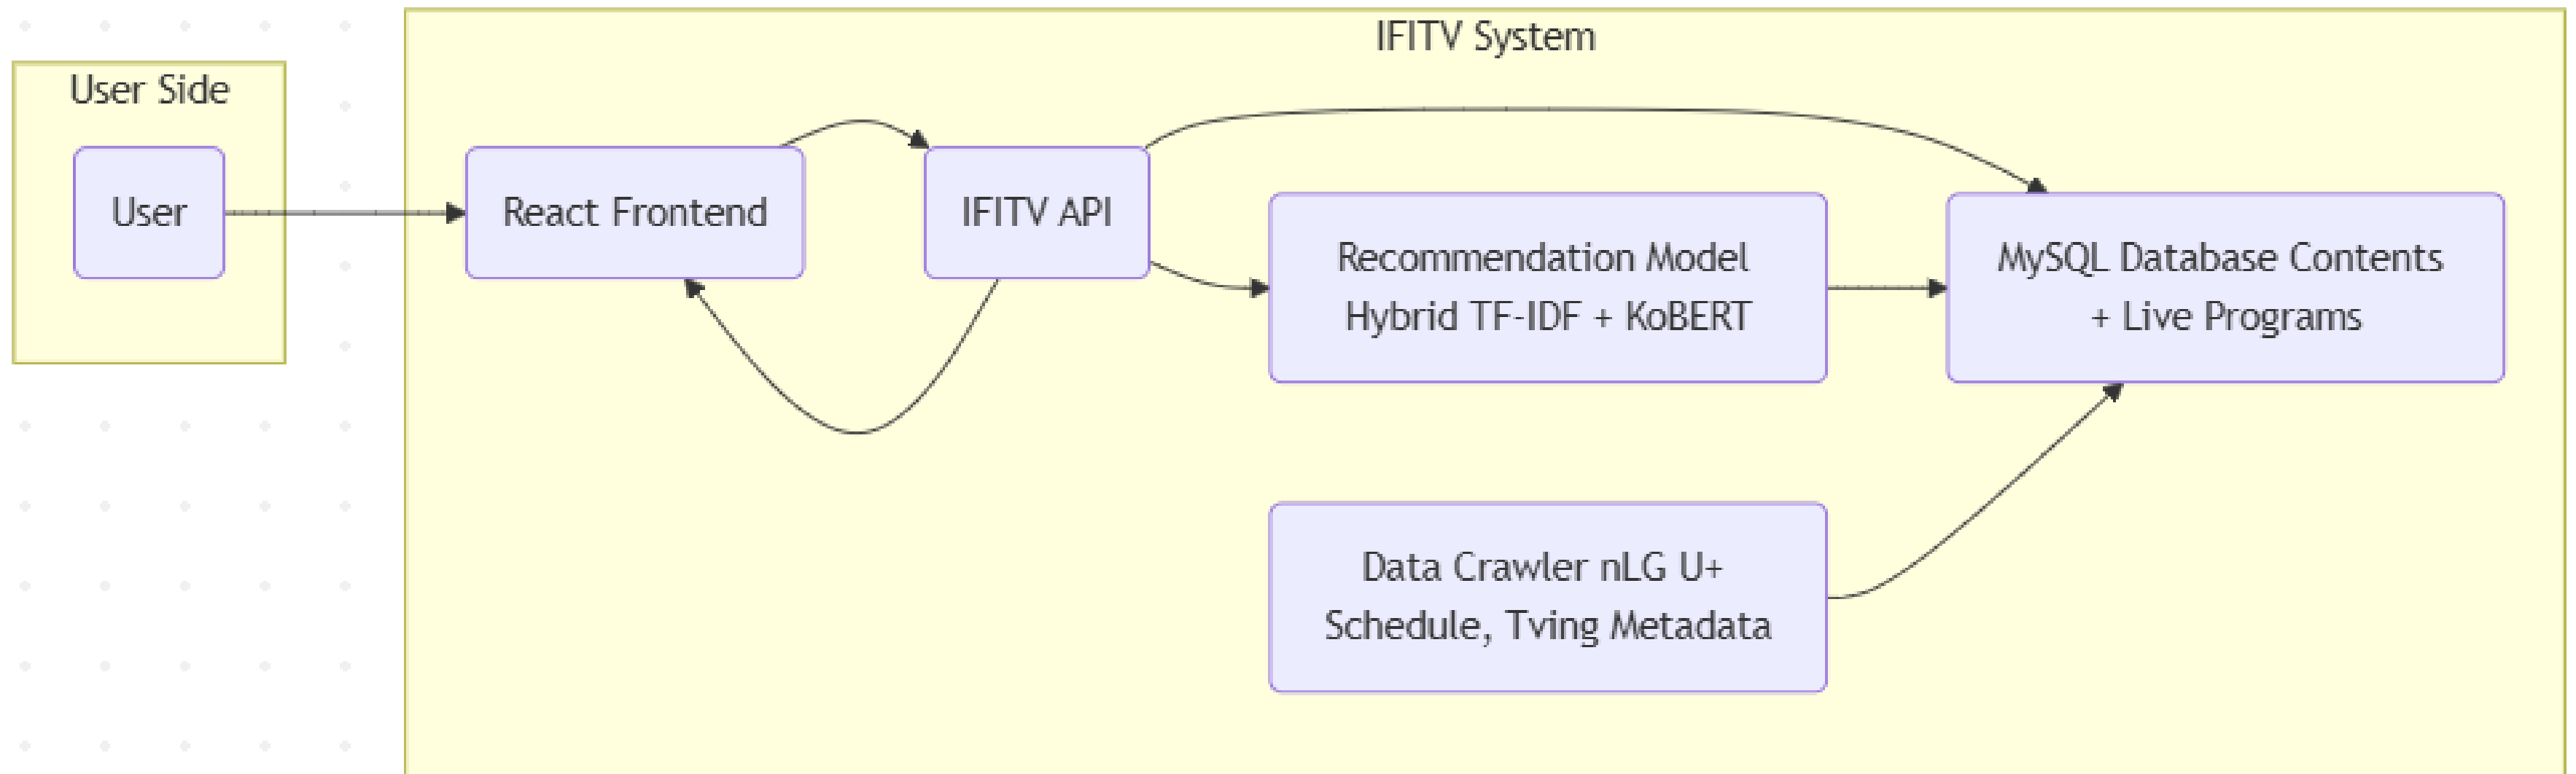 IFITV System
User Side
User
React Frontend
IFITV API
Recommendation Model
Hybrid TF-IDF + KoBERT
MySQL Database Contents
+ Live Programs
Data Crawler nLG U+
Schedule, Tving Metadata